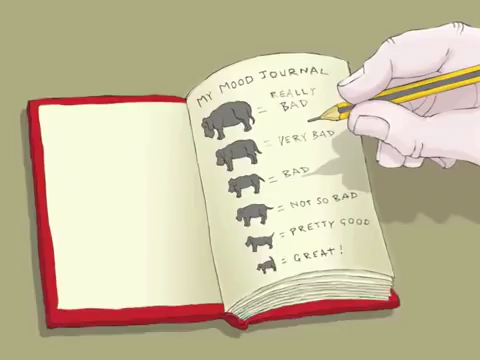 MY MOOD JOURNAL
= REALLY
BAD
= VERY BAD
= BAD
= NOT SO BAD
= PRETTY GOOD
= GREAT!